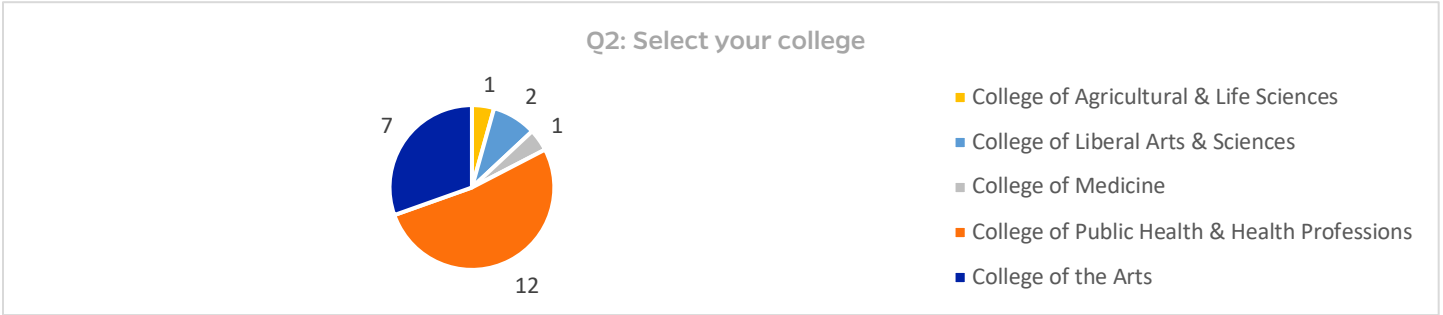 Q2: Select your college
1
2
1
7
12
College of Agricultural & Life Sciences
College of Liberal Arts & Sciences
College of Medicine
College of Public Health & Health Professions
College of the Arts